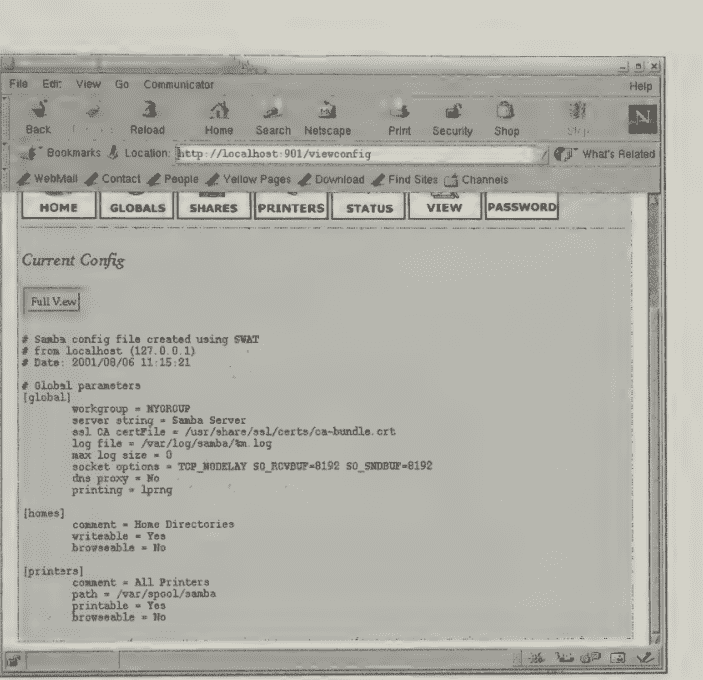 File Edit View Go Communicator Help
Back Reload Home Search Netscape Print Security Shop Stop
Bookmarks Location: http://localhost:901/viewconfig What's Related
WebMail Contact People Yellow Pages Download Find Sites Channels
HOME GLOBALS SHARES PRINTERS STATUS VIEW PASSWORD
Current Config
Full View
# Samba config file created using SWAT
# from localhost (127.0.0.1)
# Date: 2001/08/06 11:15:21
# Global parameters
[global]
workgroup = MYGROUP
server string = Samba Server
ssl CA certFile = /usr/share/ssl/certs/ca-bundle.crt
log file = /var/log/samba/%m.log
max log size = 0
socket options = TCP_NODELAY SO_RCVBUF=8192 SO_SNDBUF=8192
dns proxy = No
printing = lprng
[homes]
comment = Home Directories
writeable = Yes
browseable = No
[printers]
comment = All Printers
path = /var/spool/samba
printable = Yes
browseable = No